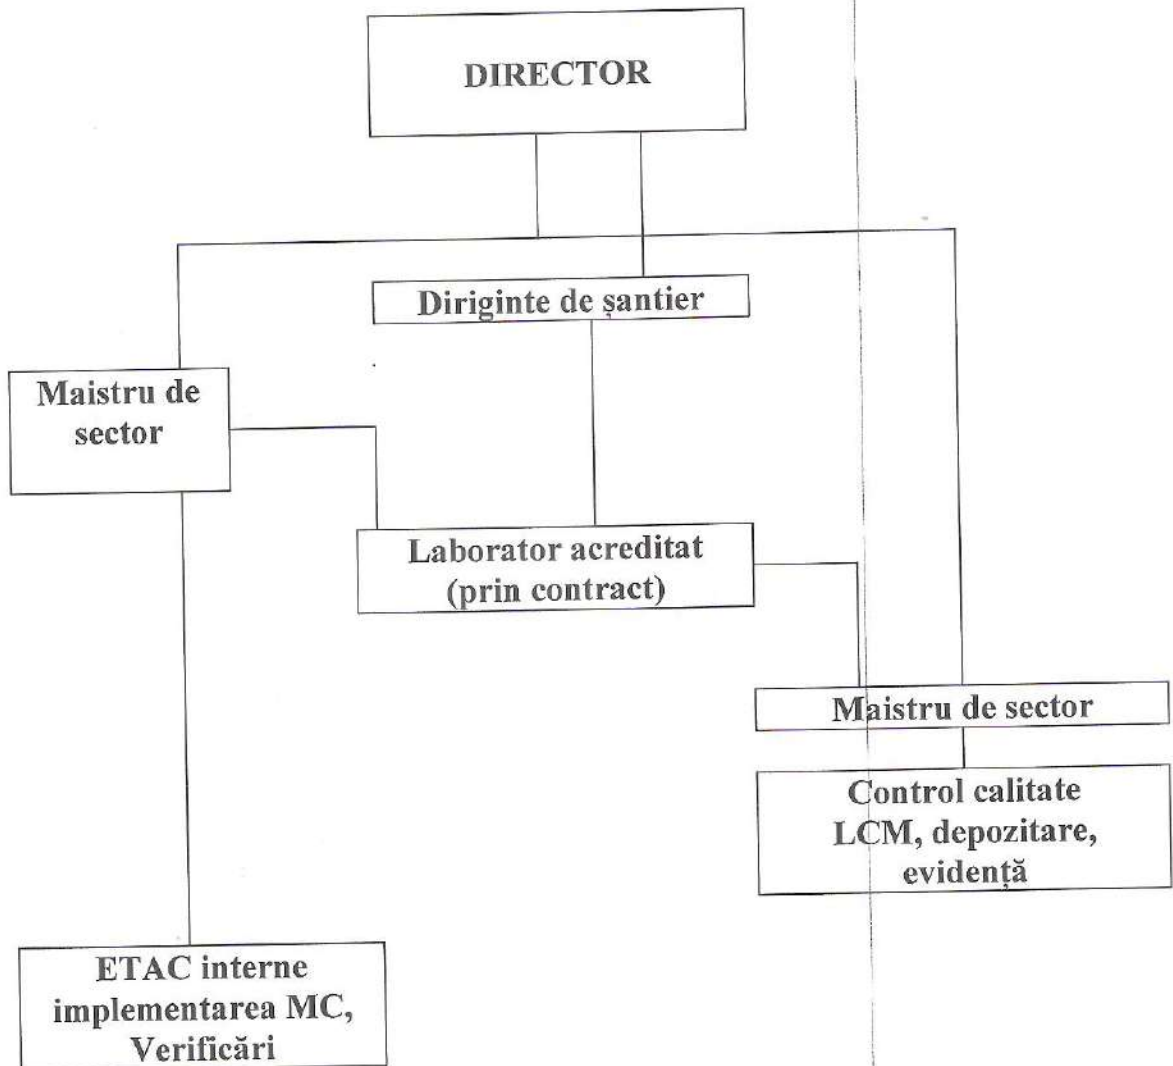 DIRECTOR
Diriginte de șantier
Maistru de
sector
Laborator acreditat
(prin contract)
Maistru de sector
Control calitate
LCM, depozitare,
evidență
ETAC interne
implementarea MC,
Verificări